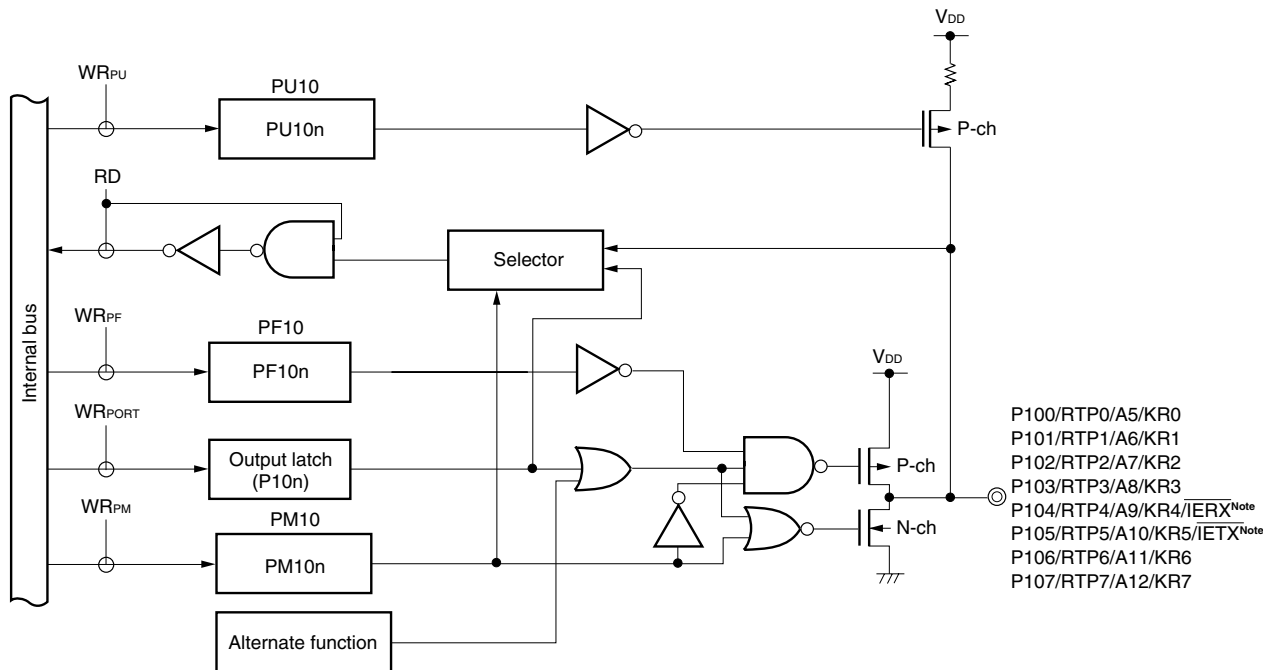 VDD
WRPU
PU10
PU10n
P-ch
RD
Selector
Internal bus
WRPF
PF10
PF10n
VDD
WRPORT
Output latch
(P10n)
P-ch
WRPM
PM10
PM10n
N-ch
Alternate function
P100/RTP0/A5/KR0
P101/RTP1/A6/KR1
P102/RTP2/A7/KR2
P103/RTP3/A8/KR3
P104/RTP4/A9/KR4/IERXNote
P105/RTP5/A10/KR5/IETXNote
P106/RTP6/A11/KR6
P107/RTP7/A12/KR7